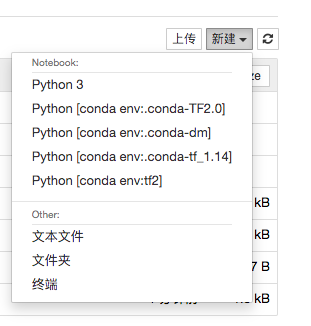 上传 新建
Notebook:
ze
Python 3
Python [conda env:.conda-TF2.0]
Python [conda env:.conda-dm]
Python [conda env:.conda-tf_1.14]
Python [conda env:tf2]
kB
Other:
文本文件
kB
文件夹
7 B
终端
kB